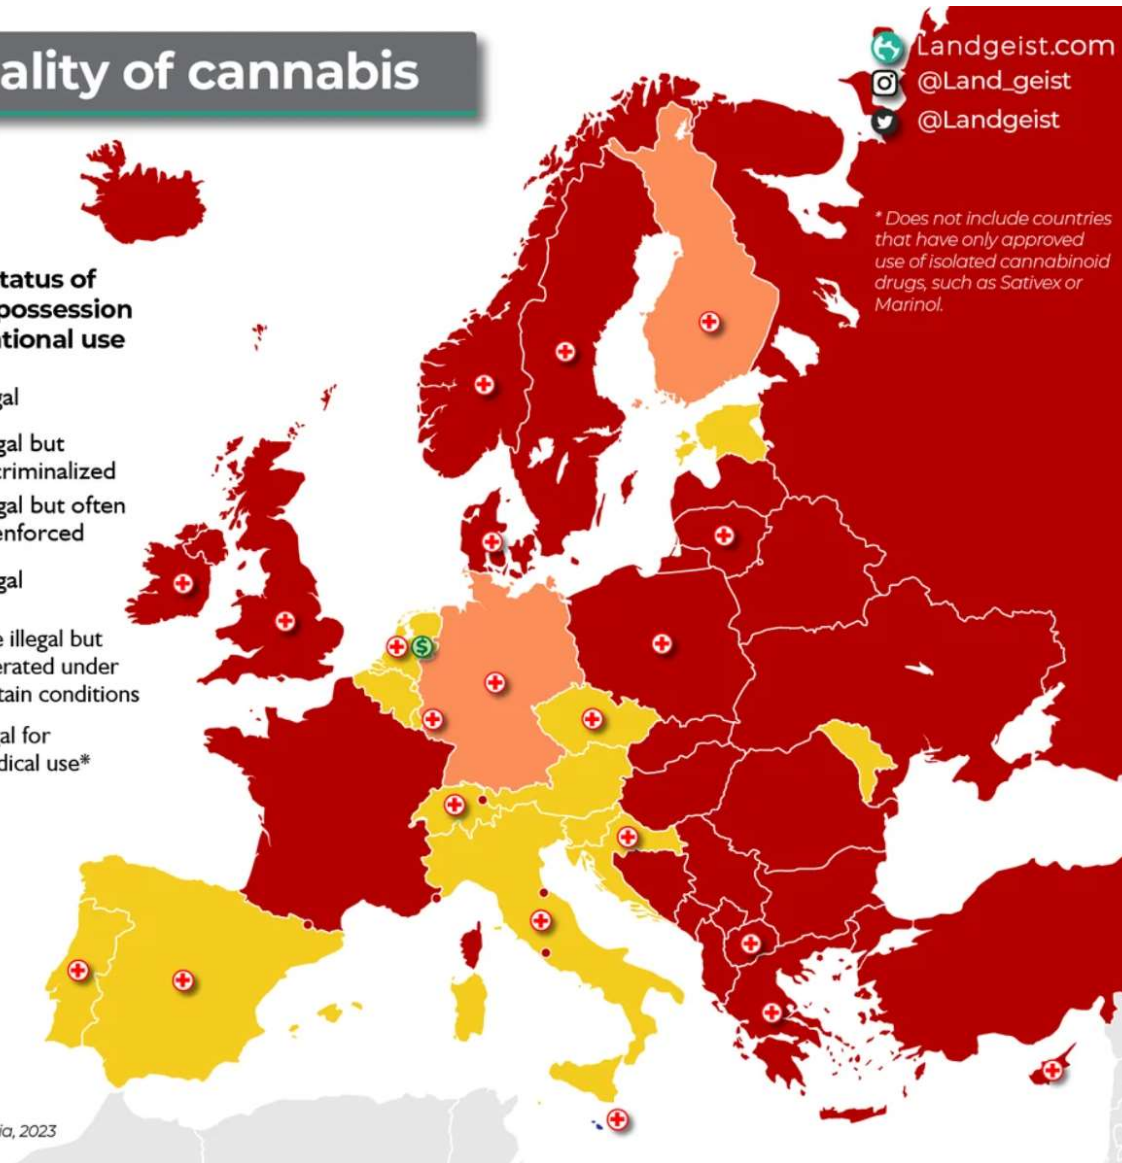 ality of cannabis
Landgeist.com
@Land_geist
@Landgeist
* Does not include countries
that have only approved
use of isolated cannabinoid
drugs, such as Sativex or
Marinol.
tatus of
possession
tional use
gal
gal but
criminalized
gal but often
enforced
gal
e illegal but
erated under
tain conditions
gal for
dical use*
$
ia, 2023